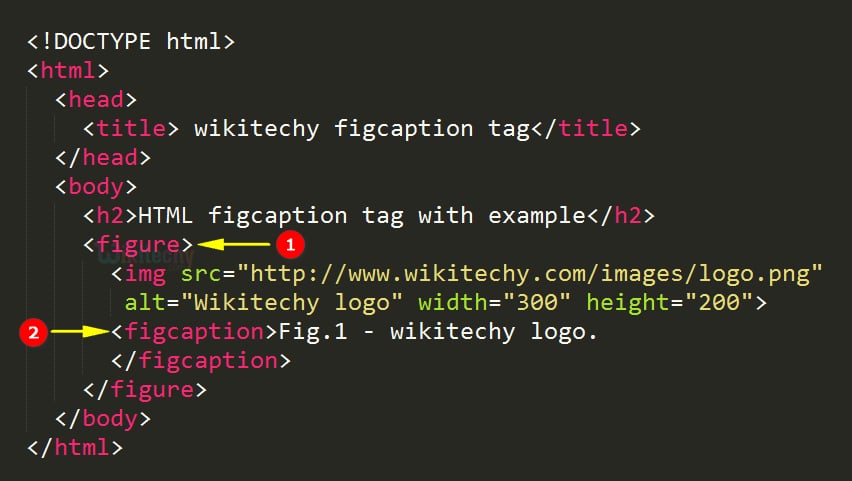 <!DOCTYPE html>
<html>
<head>
<title> wikitechy figcaption tag</title>
</head>
<body>
<h2>HTML figcaption tag with example</h2>
<figure> 1
Wikitechy
<img src="http://www.wikitechy.com/images/logo.png"
alt="Wikitechy logo" width="300" height="200">
2 <figcaption>Fig.1 - wikitechy logo.
</figcaption>
</figure>
</body>
</html>